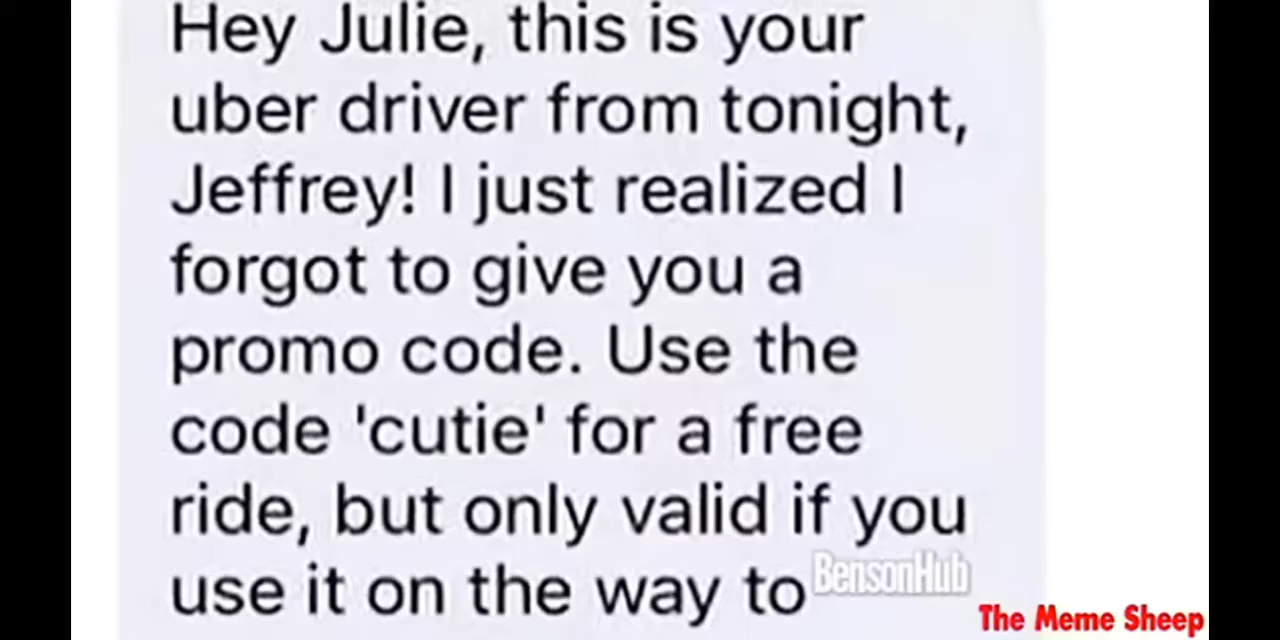 Hey Julie, this is your
uber driver from tonight,
Jeffrey! I just realized I
forgot to give you a
promo code. Use the
code 'cutie' for a free
ride, but only valid if you
use it on the way to
BensonHub
The Meme Sheep